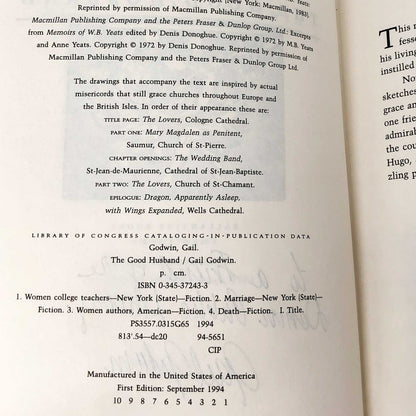 Copyright [New York: Macmillan, 1983]
Reprinted by permission of Macmillan Publishing Company.
Macmillan Publishing Company and the Peters Fraser & Dunlop Group, Ltd.: Excerpts
from Memoirs of W.B. Yeats edited by Denis Donoghue. Copyright © 1972 by M.B. Yeats
and Anne Yeats. Copyright © 1972 by Denis Donoghue. Reprinted by permission of
Macmillan Publishing Company and the Peters Fraser & Dunlop Group Ltd.
The drawings that accompany the text are inspired by actual
misericords that still grace churches throughout Europe and
the British Isles. In order of their appearance these are:
TITLE PAGE: The Lovers, Cologne Cathedral.
PART ONE: Mary Magdalen as Penitent,
Saumur, Church of St-Pierre.
CHAPTER OPENINGS: The Wedding Band,
St-Jean-de-Maurienne, Cathedral of St-Jean-Baptiste.
PART TWO: The Lovers, Church of St-Chamant.
EPILOGUE: Dragon, Apparently Asleep,
with Wings Expanded, Wells Cathedral.
LIBRARY OF CONGRESS CATALOGING-IN-PUBLICATION DATA
Godwin, Gail.
The Good Husband / Gail Godwin.
p. cm.
ISBN 0-345-37243-3
1. Women college teachers—New York (State)—Fiction. 2. Marriage—New York
(State)—Fiction. 3. Women authors, American—Fiction. 4. Death—Fiction. I. Title.
PS3557.0315G65 1994
813'.54—dc20 94-5651
CIP
Manufactured in the United States of America
First Edition: September 1994
10 9 8 7 6 5 4 3 2 1
This
fesso
his living
instilled
No
sketches
grace an
one frie
admira
the cou
Hugo,
zling p